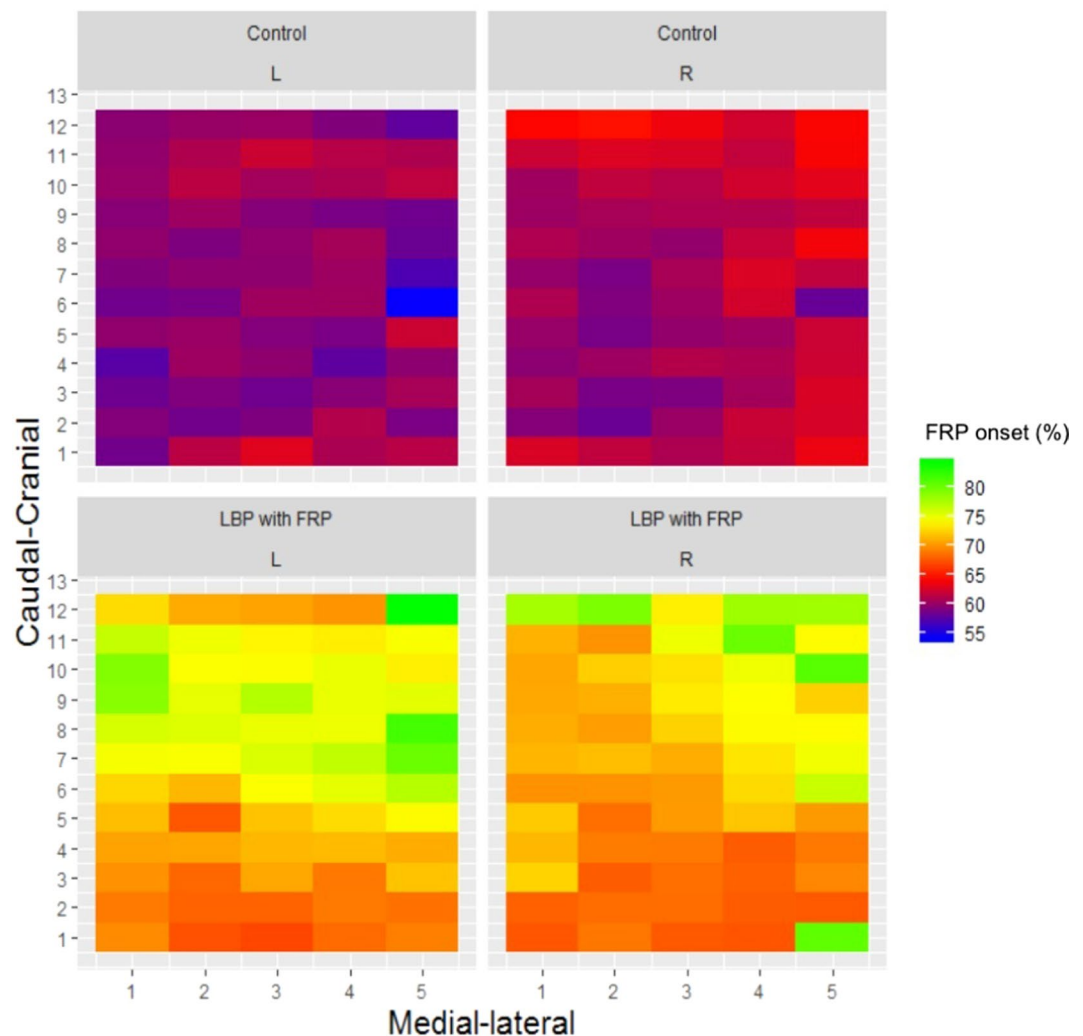 Control
L
Control
R
13
12
11
10
9
8
7
6
5
4
3
2
1
LBP with FRP
L
LBP with FRP
R
13
12
11
10
9
8
7
6
5
4
3
2
1
1 2 3 4 5
1 2 3 4 5
Caudal-Cranial
Medial-lateral
FRP onset (%)
80
75
70
65
60
55